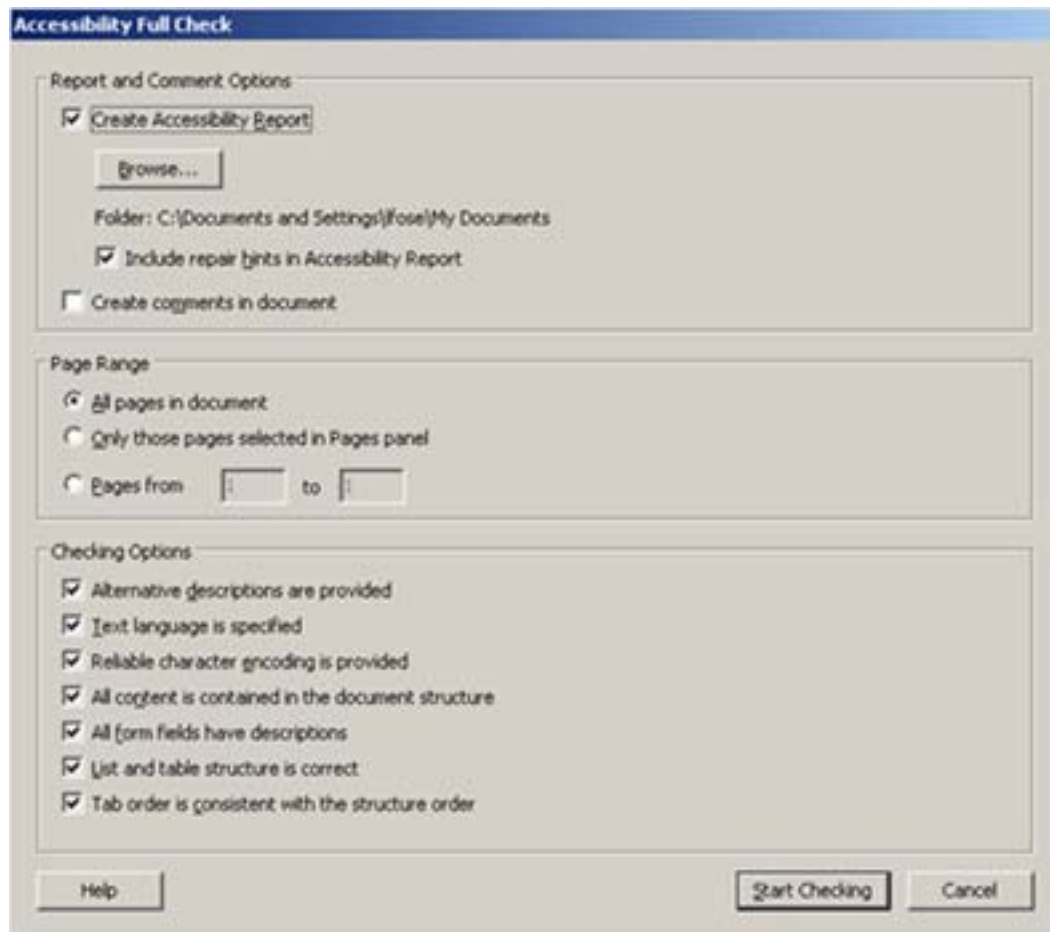 Accessibility Full Check
Report and Comment Options
Create Accessibility Report
Browse...
Folder: C:\Documents and Settings\lfose\My Documents
Include repair hints in Accessibility Report
Create comments in document
Page Range
All pages in document
Only those pages selected in Pages panel
Pages from to
Checking Options
Alternative descriptions are provided
Text language is specified
Reliable character encoding is provided
All content is contained in the document structure
All form fields have descriptions
List and table structure is correct
Tab order is consistent with the structure order
Help Start Checking Cancel